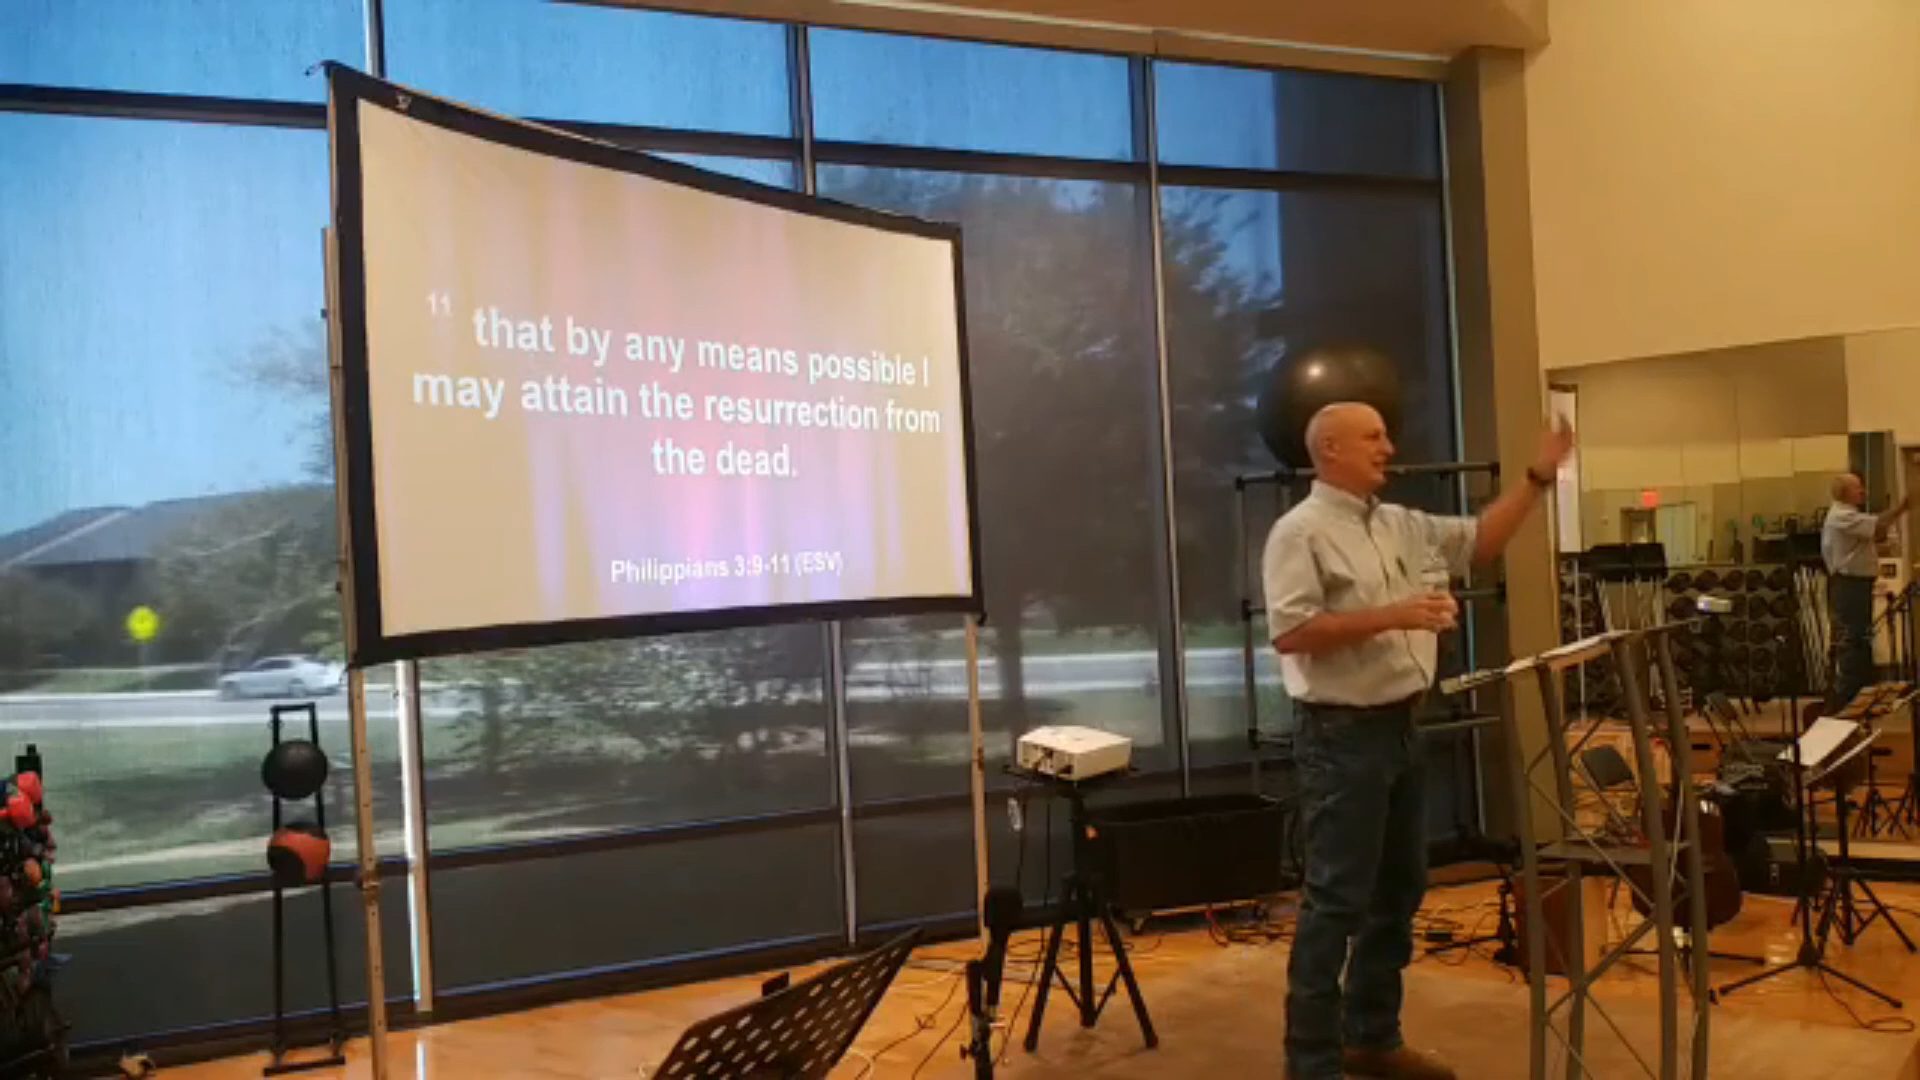 11 that by any means possible I
may attain the resurrection from
the dead.
Philippians 3:9-11 (ESV)